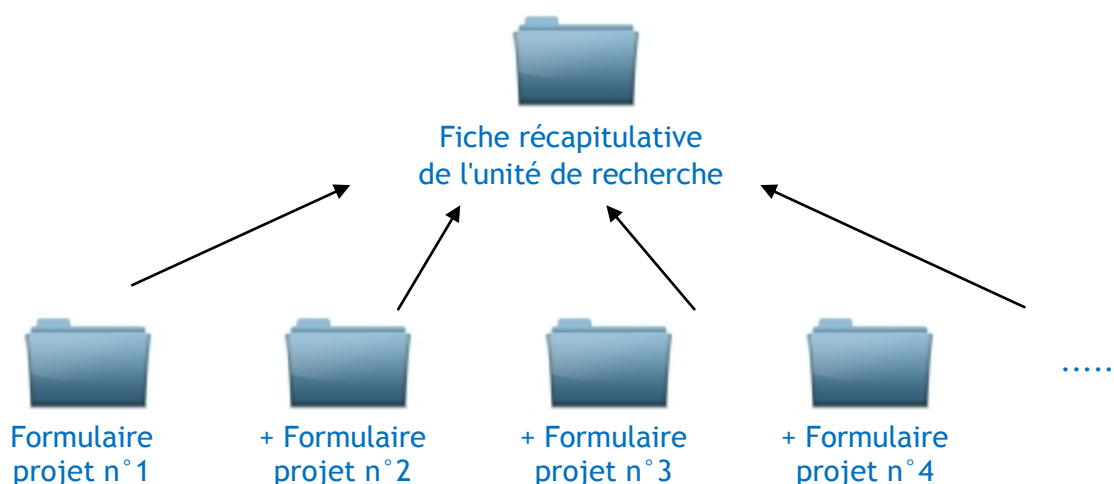 Fiche récapitulative
de l'unité de recherche
.....
Formulaire
projet n°1
+ Formulaire
projet n°2
+ Formulaire
projet n°3
+ Formulaire
projet n°4